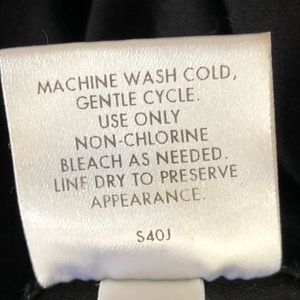 MACHINE WASH COLD,
GENTLE CYCLE.
USE ONLY
NON-CHLORINE
BLEACH AS NEEDED.
LINE DRY TO PRESERVE
APPEARANCE.
S40J